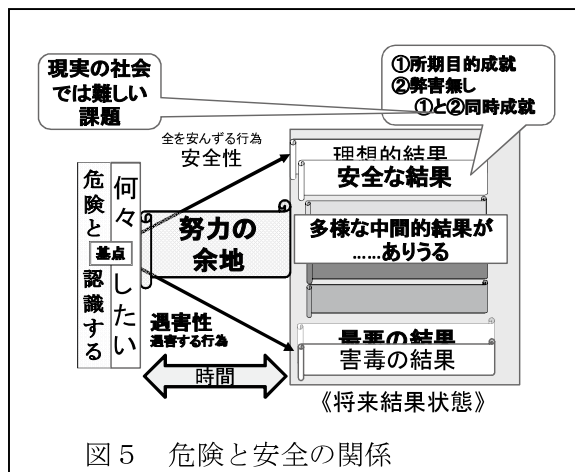 現実の社会
では難しい
課題
①所期目的成就
②弊害無し
①と②同時成就
全を安んずる行為
安全性
理想的結果
安全な結果
何々
したい
危険と
基点
認識する
努力の
余地
多様な中間的結果が
……ありうる
遇害性
遇害する行為
最悪の結果
害毒の結果
時間
《将来結果状態》
図５　危険と安全の関係